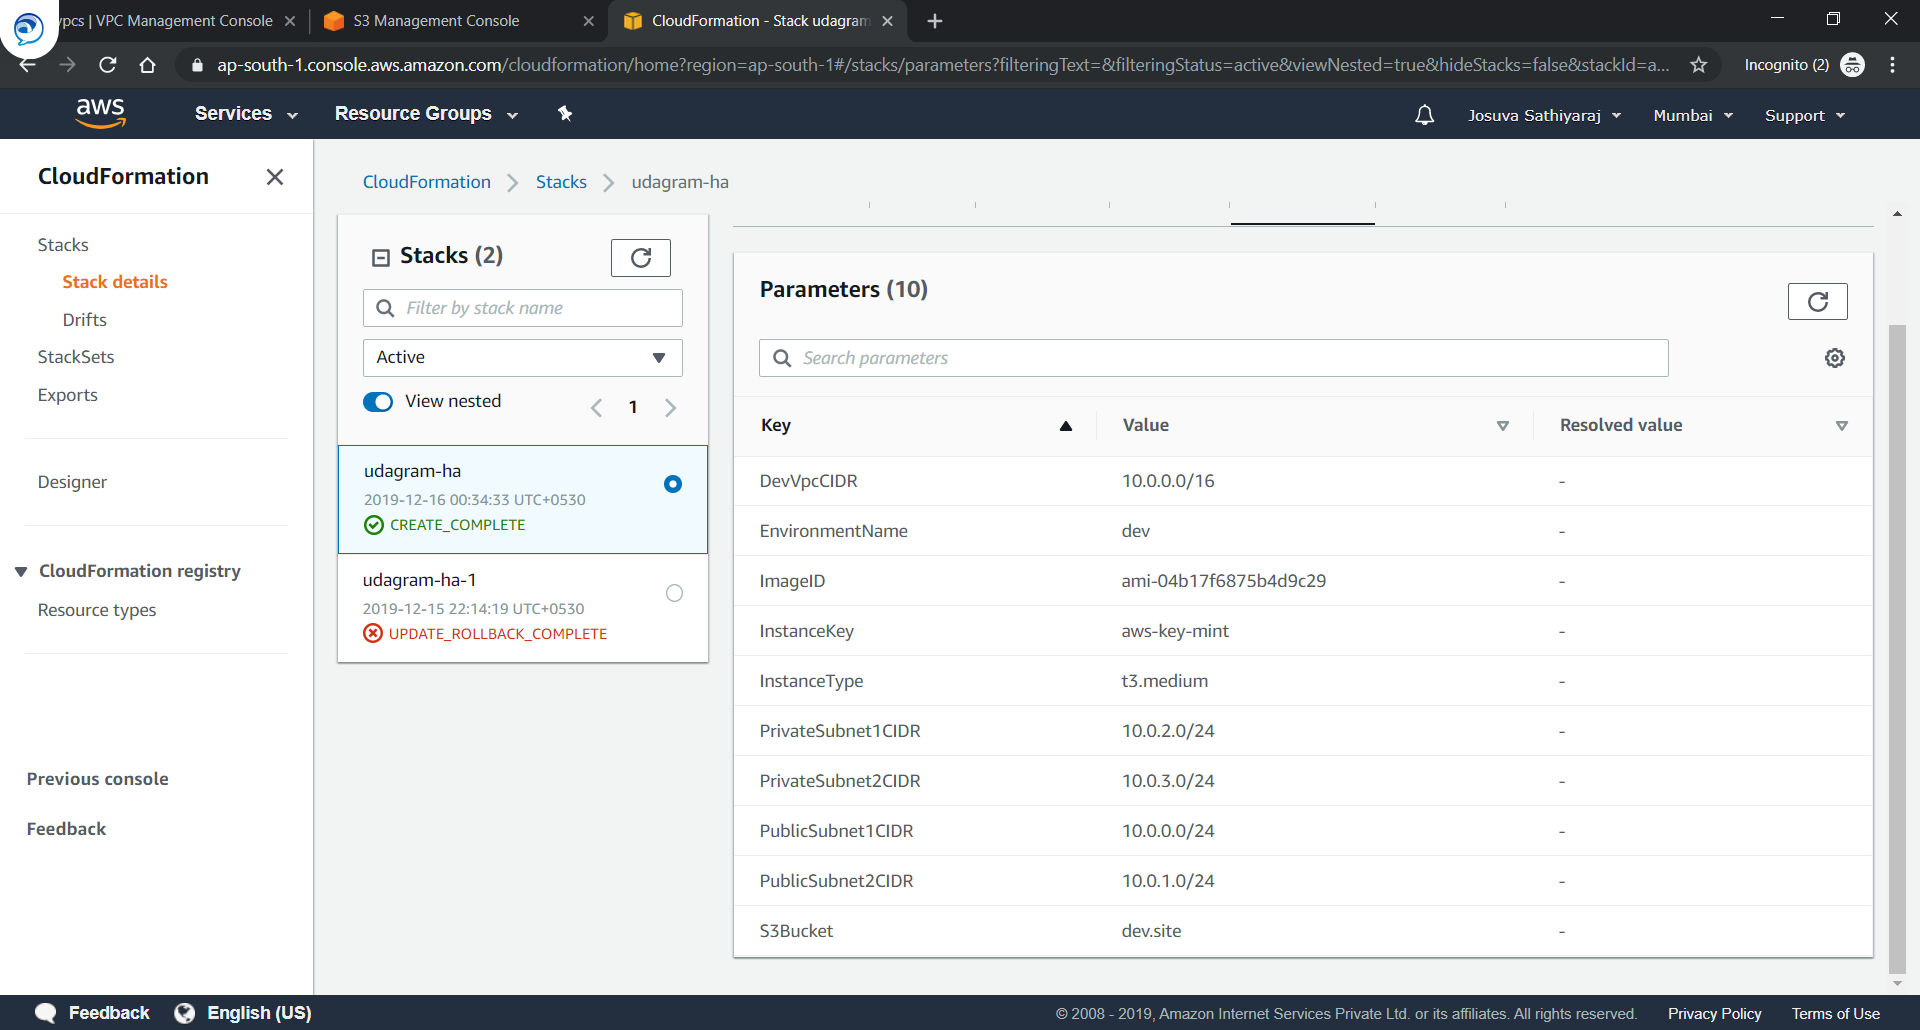 ypcs | VPC Management Console
S3 Management Console
CloudFormation - Stack udagram
ap-south-1.console.aws.amazon.com/cloudformation/home?region=ap-south-1#/stacks/parameters?filteringText=&filteringStatus=active&viewNested=true&hideStacks=false&stackId=a...
Incognito (2)
aws
Services
Resource Groups
Josuva Sathiyaraj
Mumbai
Support
CloudFormation
Stacks
Stack details
Drifts
StackSets
Exports
Designer
CloudFormation registry
Resource types
Previous console
Feedback
CloudFormation
Stacks
udagram-ha
Stacks (2)
Filter by stack name
Active
View nested
1
udagram-ha
2019-12-16 00:34:33 UTC+0530
CREATE_COMPLETE
udagram-ha-1
2019-12-15 22:14:19 UTC+0530
UPDATE_ROLLBACK_COMPLETE
Parameters (10)
Search parameters
Key Value Resolved value
DevVpcCIDR 10.0.0.0/16 -
EnvironmentName dev -
ImageID ami-04b17f6875b4d9c29 -
InstanceKey aws-key-mint -
InstanceType t3.medium -
PrivateSubnet1CIDR 10.0.2.0/24 -
PrivateSubnet2CIDR 10.0.3.0/24 -
PublicSubnet1CIDR 10.0.0.0/24 -
PublicSubnet2CIDR 10.0.1.0/24 -
S3Bucket dev.site -
Feedback
English (US)
© 2008 - 2019, Amazon Internet Services Private Ltd. or its affiliates. All rights reserved.
Privacy Policy
Terms of Use